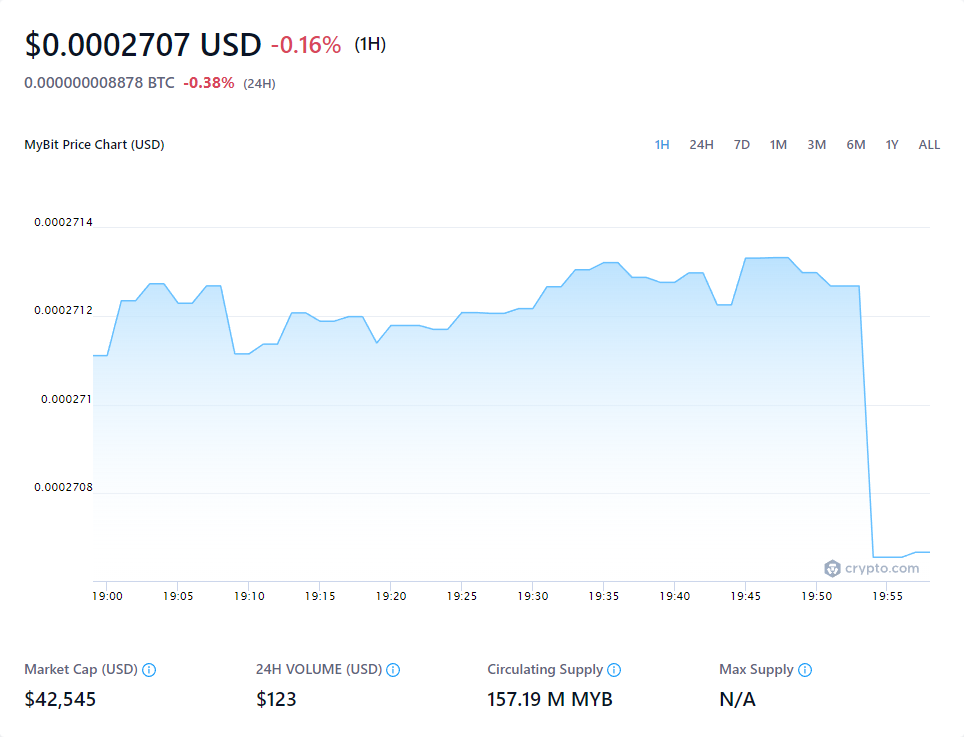 $0.0002707 USD -0.16% (1H)
0.000000008878 BTC -0.38% (24H)
MyBit Price Chart (USD) 1H 24H 7D 1M 3M 6M 1Y ALL
0.0002714
0.0002712
0.000271
0.0002708
crypto.com
19:00 19:05 19:10 19:15 19:20 19:25 19:30 19:35 19:40 19:45 19:50 19:55
Market Cap (USD) 24H VOLUME (USD) Circulating Supply Max Supply
$42,545 $123 157.19 M MYB N/A